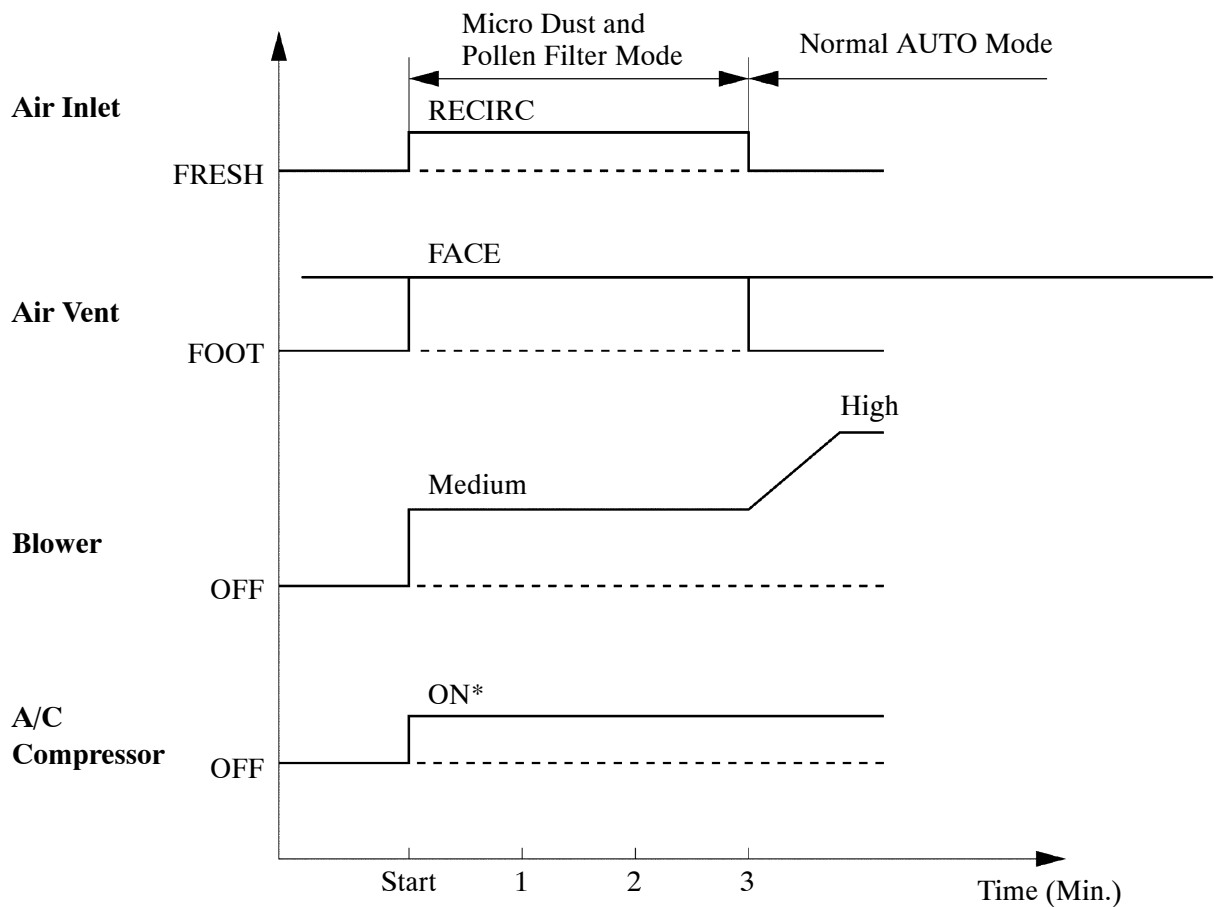 Micro Dust and
Pollen Filter Mode
Normal AUTO Mode
Air Inlet
RECIRC
FRESH
FACE
Air Vent
FOOT
High
Medium
Blower
OFF
ON*
A/C
Compressor
OFF
Start 1 2 3
Time (Min.)